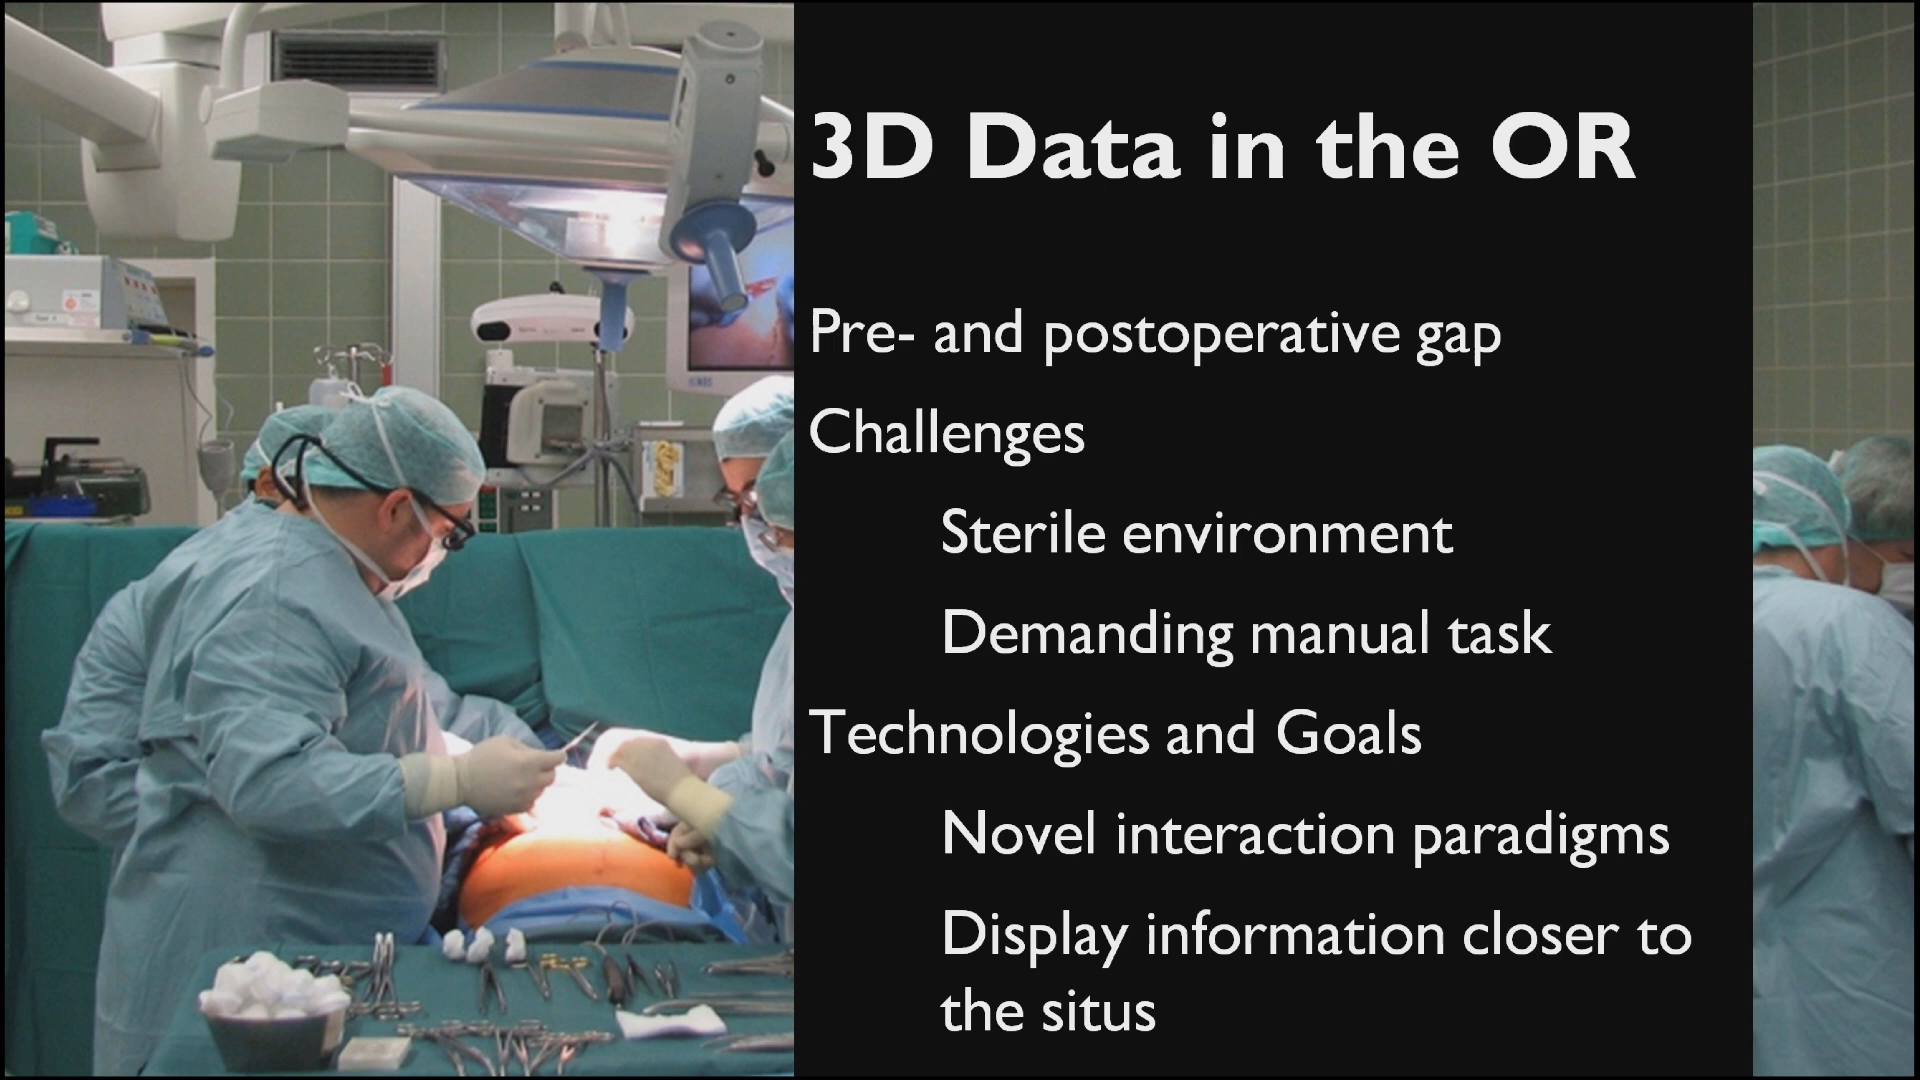 3D Data in the OR
Pre- and postoperative gap
Challenges
Sterile environment
Demanding manual task
Technologies and Goals
Novel interaction paradigms
Display information closer to
the situs